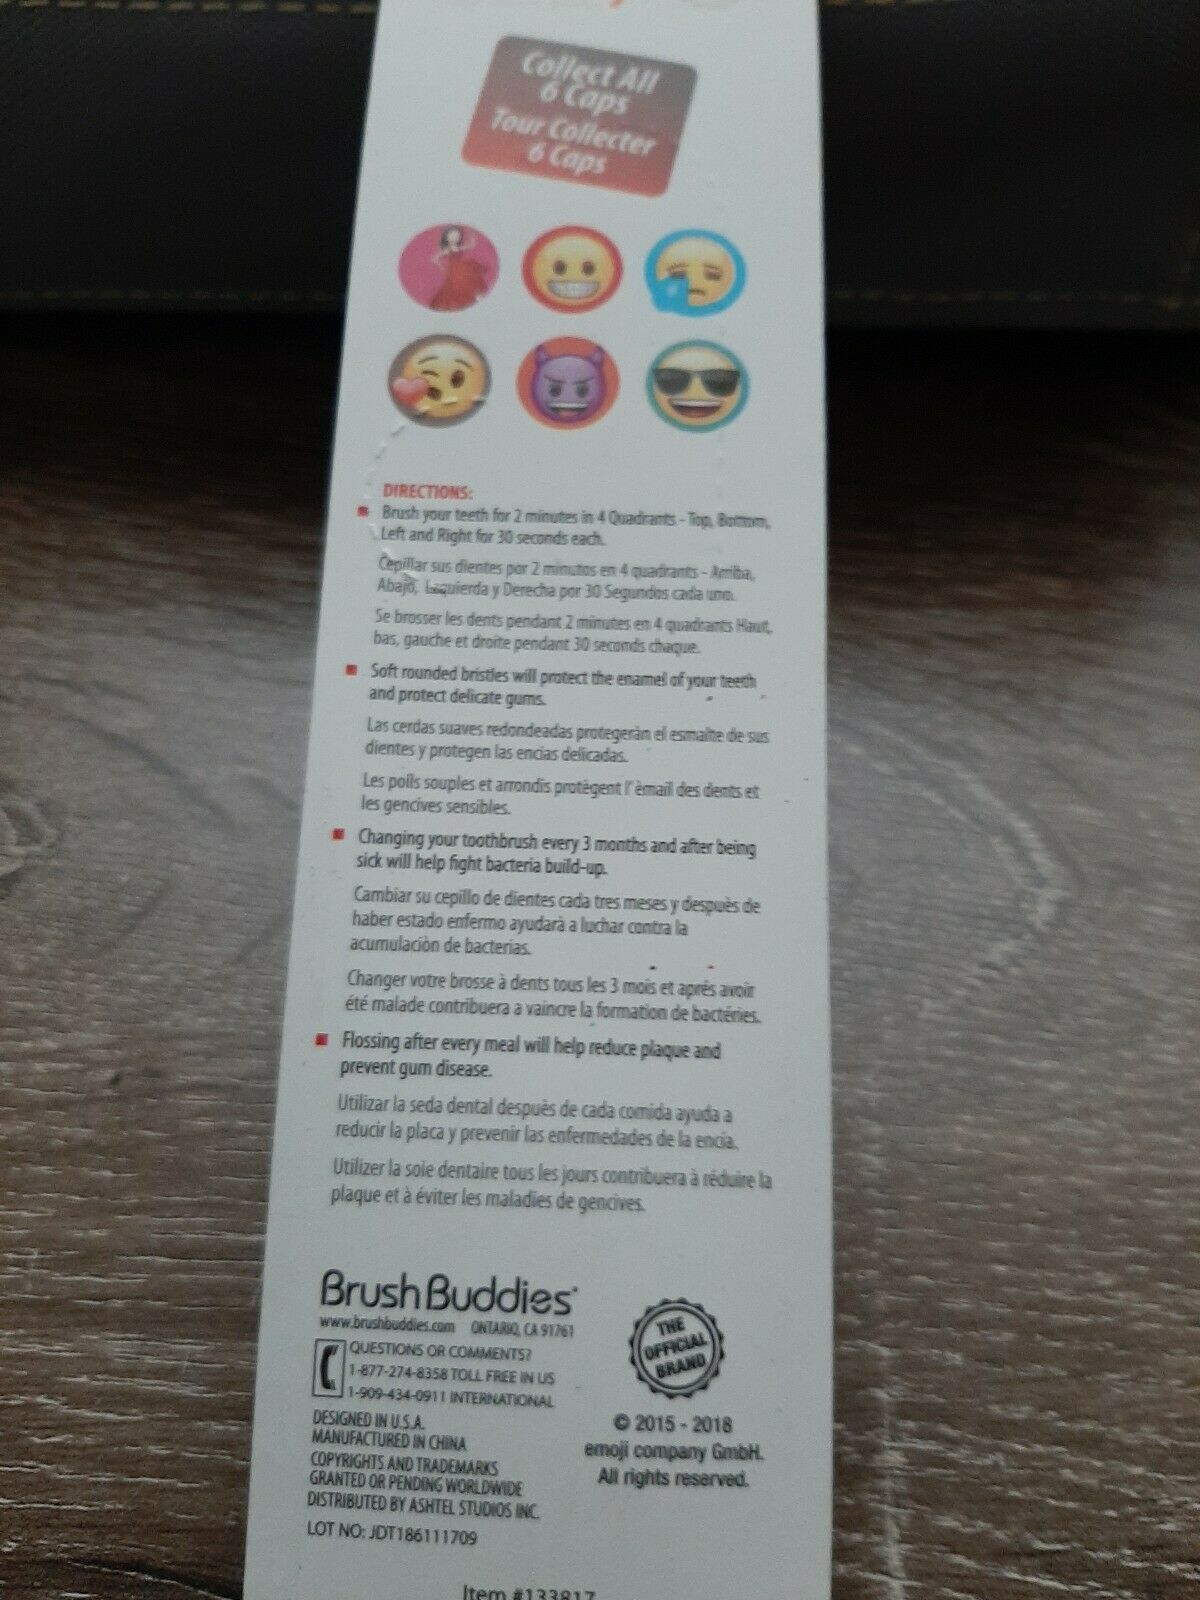 Collect All
6 Caps
Tour Collecter
6 Caps
DIRECTIONS:
Brush your teeth for 2 minutes in 4 Quadrants - Top, Bottom,
Left and Right for 30 seconds each.
Cepillar sus dientes por 2 minutos en 4 quadrants - Arriba,
Abajo, Izquierda y Derecha por 30 Segundos cada uno.
Se brosser les dents pendant 2 minutes en 4 quadrants Haut,
bas, gauche et droite pendant 30 seconds chaque.
Soft rounded bristles will protect the enamel of your teeth
and protect delicate gums.
Las cerdas suaves redondeadas protegeràn el esmalte de sus
dientes y protegen las encias delicadas.
Les poils souples et arrondis protègent l' èmail des dents et
les gencives sensibles.
Changing your toothbrush every 3 months and after being
sick will help fight bacteria build-up.
Cambiar su cepillo de dientes cada tres meses y despuès de
haber estado enfermo ayudarà a luchar contra la
acumulaciòn de bacterias.
Changer votre brosse à dents tous les 3 mois et aprés avoir
été malade contribuera a vaincre la formation de bactéries.
Flossing after every meal will help reduce plaque and
prevent gum disease.
Utilizar la seda dental despuès de cada comida ayuda a
reducir la placa y prevenir las enfermedades de la encia.
Utilizer la soie dentaire tous les jours contribuera à réduire la
plaque et à éviter les maladies de gencives.
BrushBuddies
www.brushbuddies.com ONTARIO, CA 91761
QUESTIONS OR COMMENTS?
1-877-274-8358 TOLL FREE IN US
1-909-434-0911 INTERNATIONAL
DESIGNED IN U.S.A.
MANUFACTURED IN CHINA
COPYRIGHTS AND TRADEMARKS
GRANTED OR PENDING WORLDWIDE
DISTRIBUTED BY ASHTEL STUDIOS INC.
LOT NO: JDT186111709
THE
OFFICIAL
BRAND
© 2015 - 2018
emoji company GmbH.
All rights reserved.
Item #133817